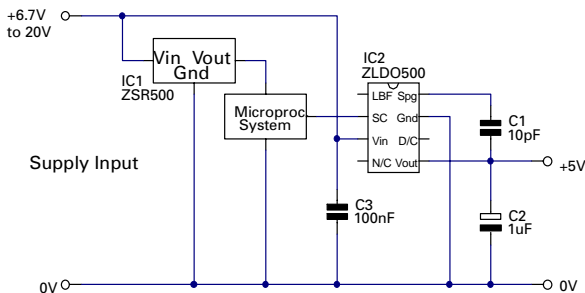 +6.7V
to 20V
Vin Vout
Gnd
IC1
ZSR500
Microproc
System
IC2
ZLDO500
LBF Spg
SC Gnd
Vin D/C
N/C Vout
C1
10pF
Supply Input
+5V
C3
100nF
C2
1uF
0V
0V